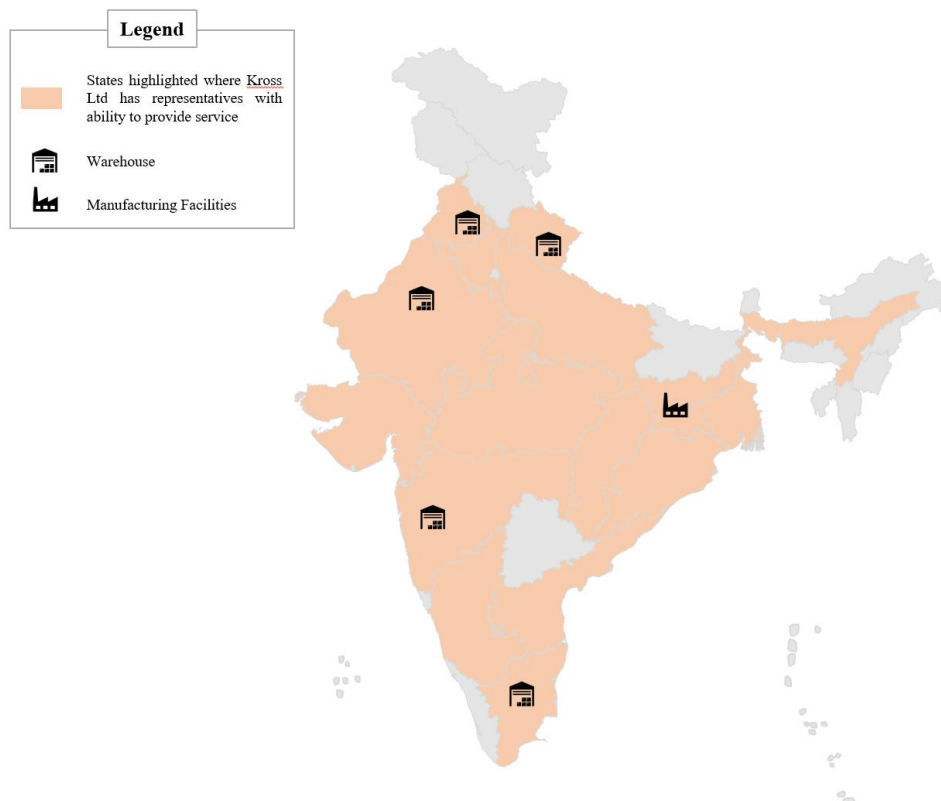 Legend
States highlighted where Kross
Ltd has representatives with
ability to provide service
Warehouse
Manufacturing Facilities